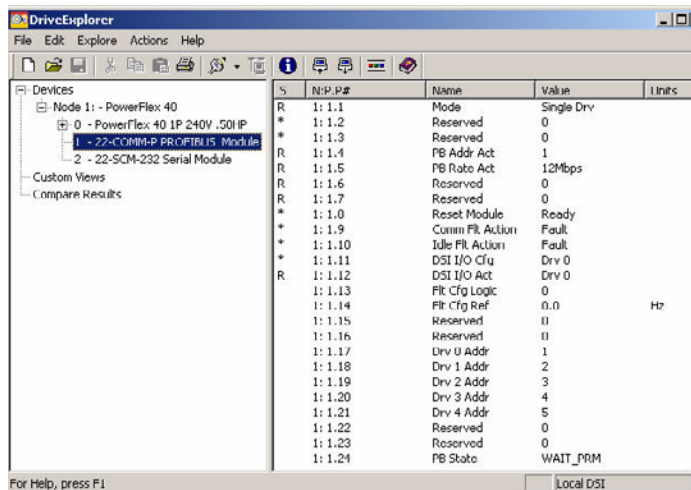 DriveExplorer
File Edit Explore Actions Help
Devices
Node 1: - PowerFlex 40
0 - PowerFlex 40 1P 240V .50HP
1 - 22-COMM-P PROFIBUS Module
2 - 22-SCM-232 Serial Module
Custom Views
Compare Results
S N:P.P# Name Value Units
R 1: 1.1 Mode Single Drv
* 1: 1.2 Reserved 0
* 1: 1.3 Reserved 0
R 1: 1.4 PB Addr Act 1
R 1: 1.5 PB Rate Act 12Mbps
R 1: 1.6 Reserved 0
R 1: 1.7 Reserved 0
* 1: 1.8 Reset Module Ready
* 1: 1.9 Comm Flt Action Fault
* 1: 1.10 Idle Flt Action Fault
* 1: 1.11 DSI I/O Cfg Drv 0
R 1: 1.12 DSI I/O Act Drv 0
1: 1.13 Flt Cfg Logic 0
1: 1.14 Flt Cfg Ref 0.0 Hz
1: 1.15 Reserved 0
1: 1.16 Reserved 0
1: 1.17 Drv 0 Addr 1
1: 1.18 Drv 1 Addr 2
1: 1.19 Drv 2 Addr 3
1: 1.20 Drv 3 Addr 4
1: 1.21 Drv 4 Addr 5
1: 1.22 Reserved 0
1: 1.23 Reserved 0
1: 1.24 PB State WAIT_PRM
For Help, press F1
Local DSI